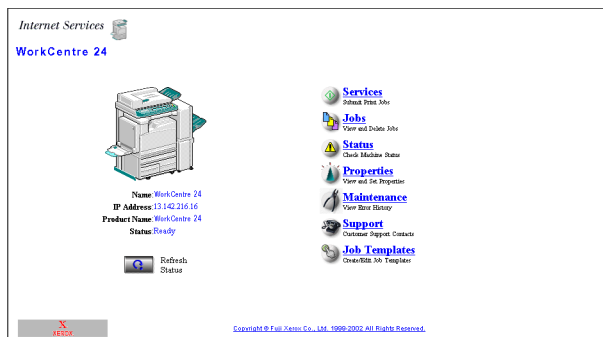 Internet Services
WorkCentre 24
Services
Submit Print Jobs
Jobs
View and Delete Jobs
Status
Check Machine Status
Properties
View and Set Properties
Maintenance
View Error History
Support
Customer Support Contacts
Job Templates
Create/Edit Job Templates
Name:WorkCentre 24
IP Address:13.142.216.16
Product Name:WorkCentre 24
Status:Ready
Refresh
Status
X
XEROX
Copyright © Fuji Xerox Co., Ltd. 1999-2002 All Rights Reserved.